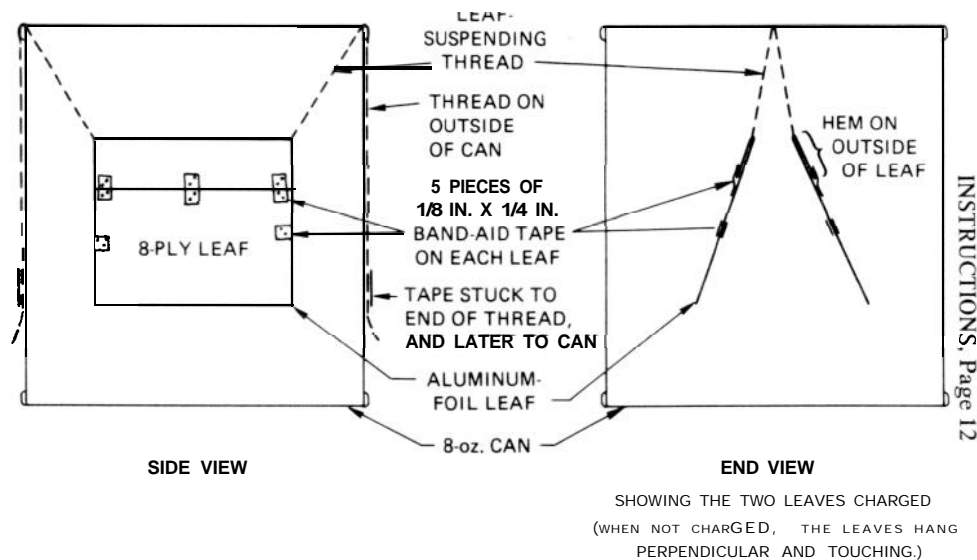 LEAF-
SUSPENDING
THREAD
THREAD ON
OUTSIDE
OF CAN
5 PIECES OF
1/8 IN. X 1/4 IN.
BAND-AID TAPE
ON EACH LEAF
8-PLY LEAF
TAPE STUCK TO
END OF THREAD,
AND LATER TO CAN
ALUMINUM-
FOIL LEAF
8-oz. CAN
SIDE VIEW
HEM ON
OUTSIDE
OF LEAF
END VIEW
SHOWING THE TWO LEAVES CHARGED
(WHEN NOT CHARGED, THE LEAVES HANG
PERPENDICULAR AND TOUCHING.)
INSTRUCTIONS, Page 12